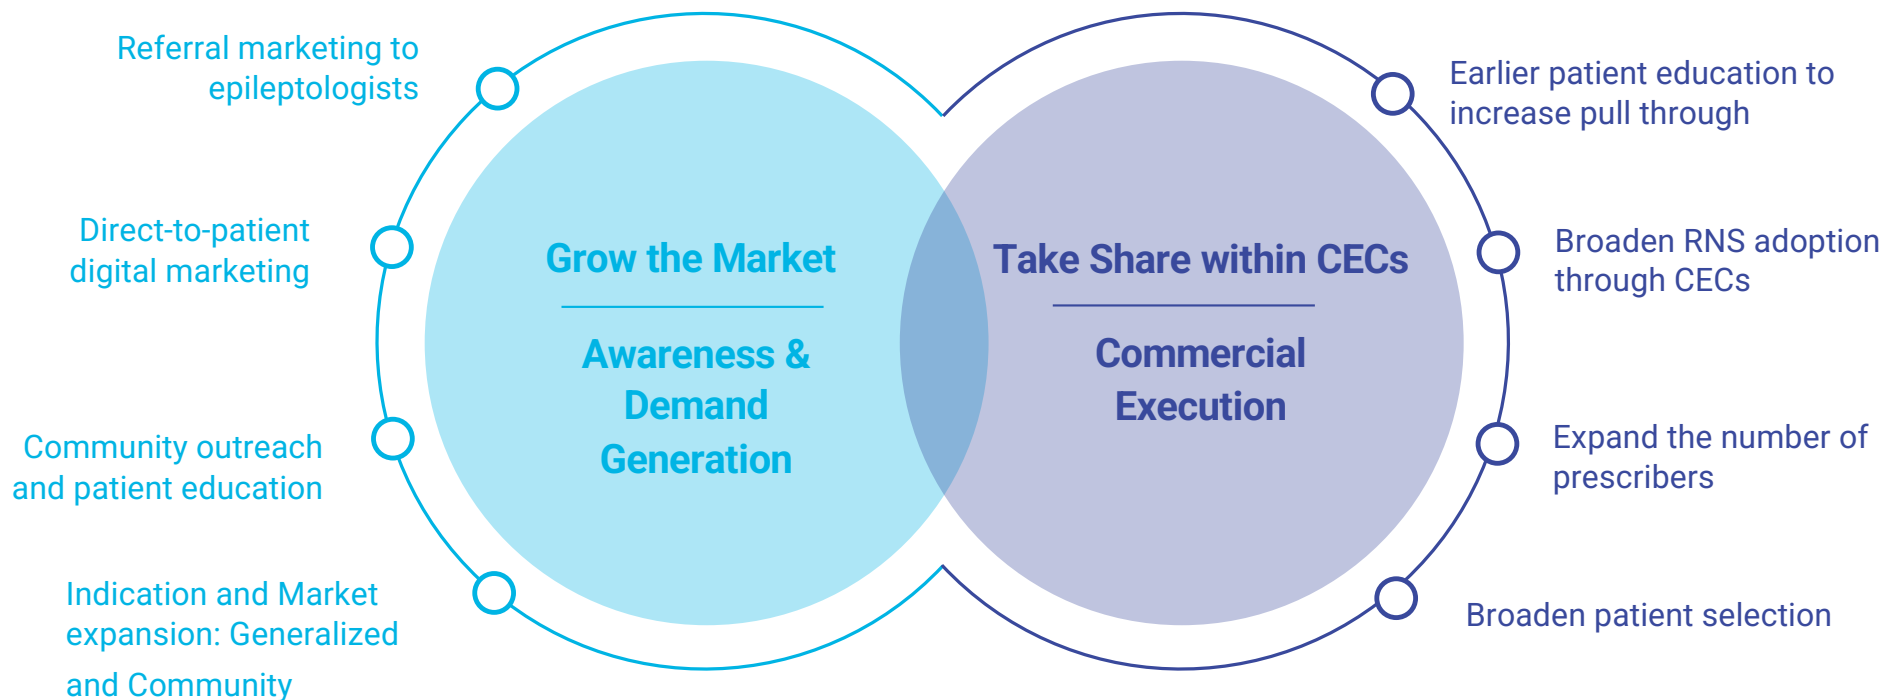 Referral marketing to
epileptologists
Direct-to-patient
digital marketing
Community outreach
and patient education
Indication and Market
expansion: Generalized
and Community
Grow the Market
Awareness &
Demand
Generation
Take Share within CECs
Commercial
Execution
Earlier patient education to
increase pull through
Broaden RNS adoption
through CECs
Expand the number of
prescribers
Broaden patient selection